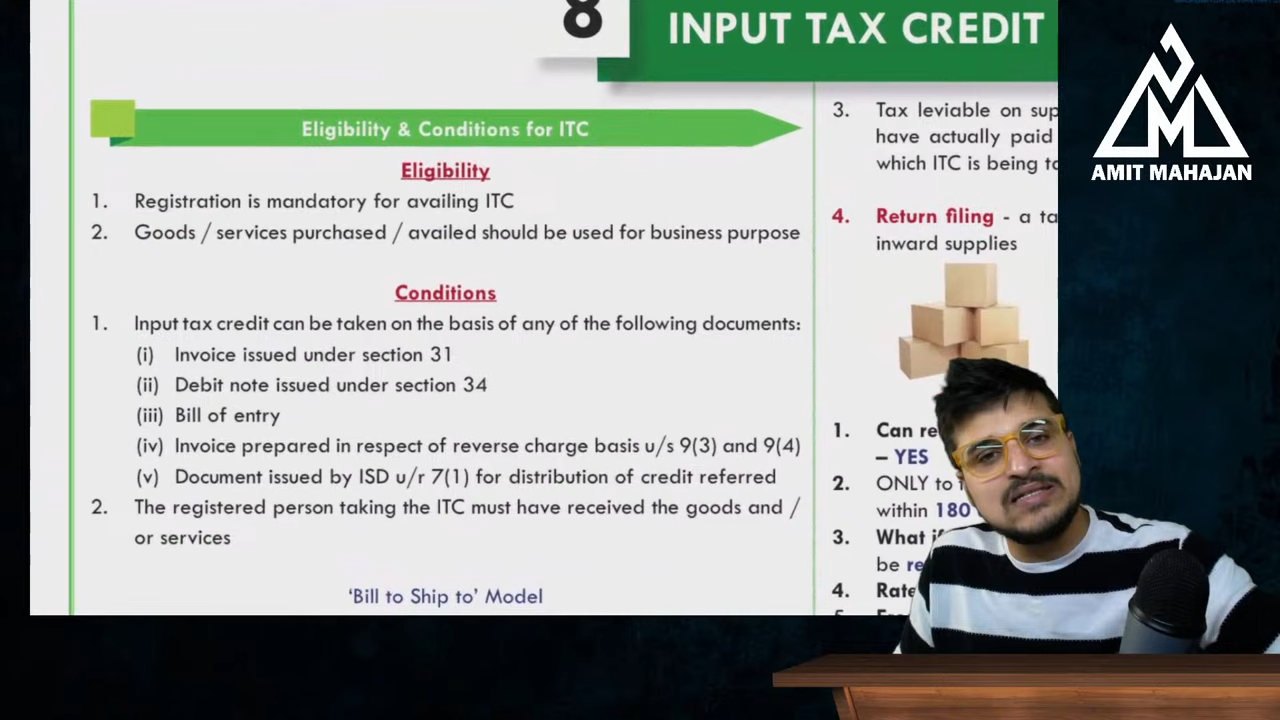 8
INPUT TAX CREDIT
Eligibility & Conditions for ITC
Eligibility
1. Registration is mandatory for availing ITC
2. Goods / services purchased / availed should be used for business purpose
Conditions
1. Input tax credit can be taken on the basis of any of the following documents:
(i) Invoice issued under section 31
(ii) Debit note issued under section 34
(iii) Bill of entry
(iv) Invoice prepared in respect of reverse charge basis u/s 9(3) and 9(4)
(v) Document issued by ISD u/r 7(1) for distribution of credit referred
2. The registered person taking the ITC must have received the goods and /
or services
‘Bill to Ship to’ Model
3. Tax leviable on sup
have actually paid
which ITC is being
4. Return filing - a ta
inward supplies
1. Can re
– YES
2. ONLY to
within 180
3. What
be re
4. Rate
AMIT MAHAJAN